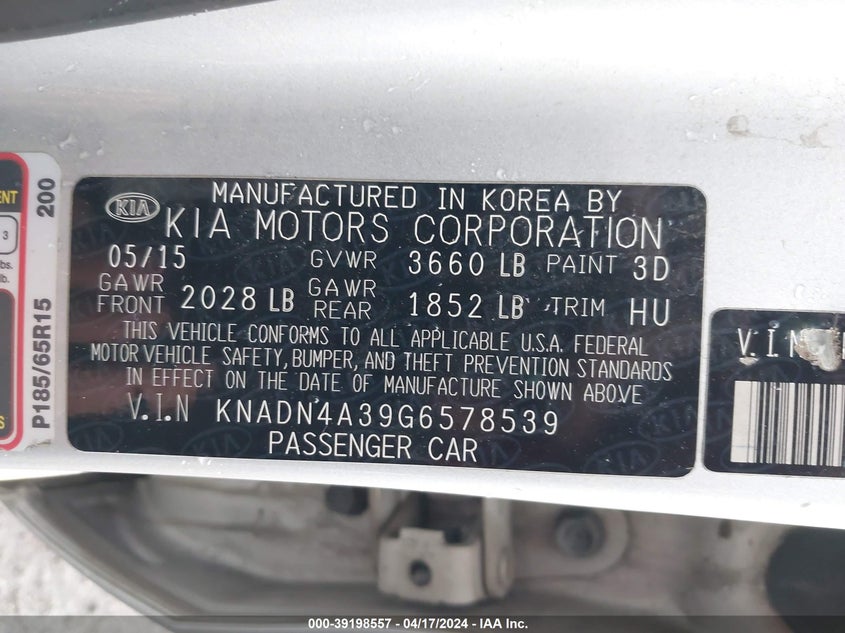 MANUFACTURED IN KOREA BY
KIA KIA MOTORS CORPORATION
05/15 GVWR 3660 LB PAINT 3D
GAWR FRONT 2028 LB GAWR REAR 1852 LB TRIM HU
THIS VEHICLE CONFORMS TO ALL APPLICABLE U.S.A. FEDERAL
MOTOR VEHICLE SAFETY, BUMPER, AND THEFT PREVENTION STANDARDS
IN EFFECT ON THE DATE OF MANUFACTURE SHOWN ABOVE
V.I.N KNADN4A39G6578539
PASSENGER CAR
200
P185/65R15
3
V.I.N
000-39198557 - 04/17/2024 - IAA Inc.